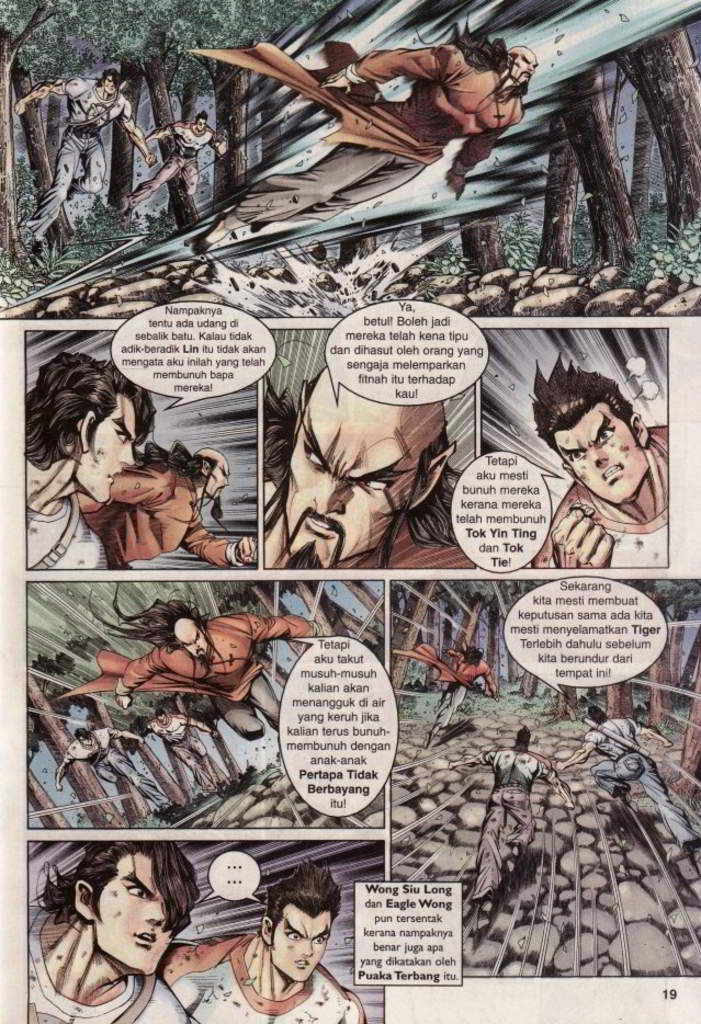 Nampaknya
tentu ada udang di
sebalik batu. Kalau tidak
adik-beradik Lin itu tidak akan
mengata aku inilah yang telah
membunuh bapa
mereka!
Ya,
betul! Boleh jadi
mereka telah kena tipu
dan dihasut oleh orang yang
sengaja melemparkan
fitnah itu terhadap
kau!
Tetapi
aku mesti
bunuh mereka
kerana mereka
telah membunuh
Tok Yin Ting
dan Tok
Tie!
Tetapi
aku takut
musuh-musuh
kalian akan
menangguk di air
yang keruh jika
kalian terus bunuh-
membunuh dengan
anak-anak
Pertapa Tidak
Berbayang
itu!
Sekarang
kita mesti membuat
keputusan sama ada kita
mesti menyelamatkan Tiger
Terlebih dahulu sebelum
kita berundur dari
tempat ini!
...
...
Wong Siu Long
dan Eagle Wong
pun tersentak
kerana nampaknya
benar juga apa
yang dikatakan oleh
Puaka Terbang itu.
19